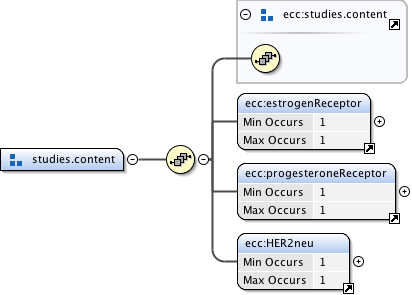 ecc:studies.content
ecc:estrogenReceptor
Min Occurs 1
Max Occurs 1
studies.content
ecc:progesteroneReceptor
Min Occurs 1
Max Occurs 1
ecc:HER2neu
Min Occurs 1
Max Occurs 1